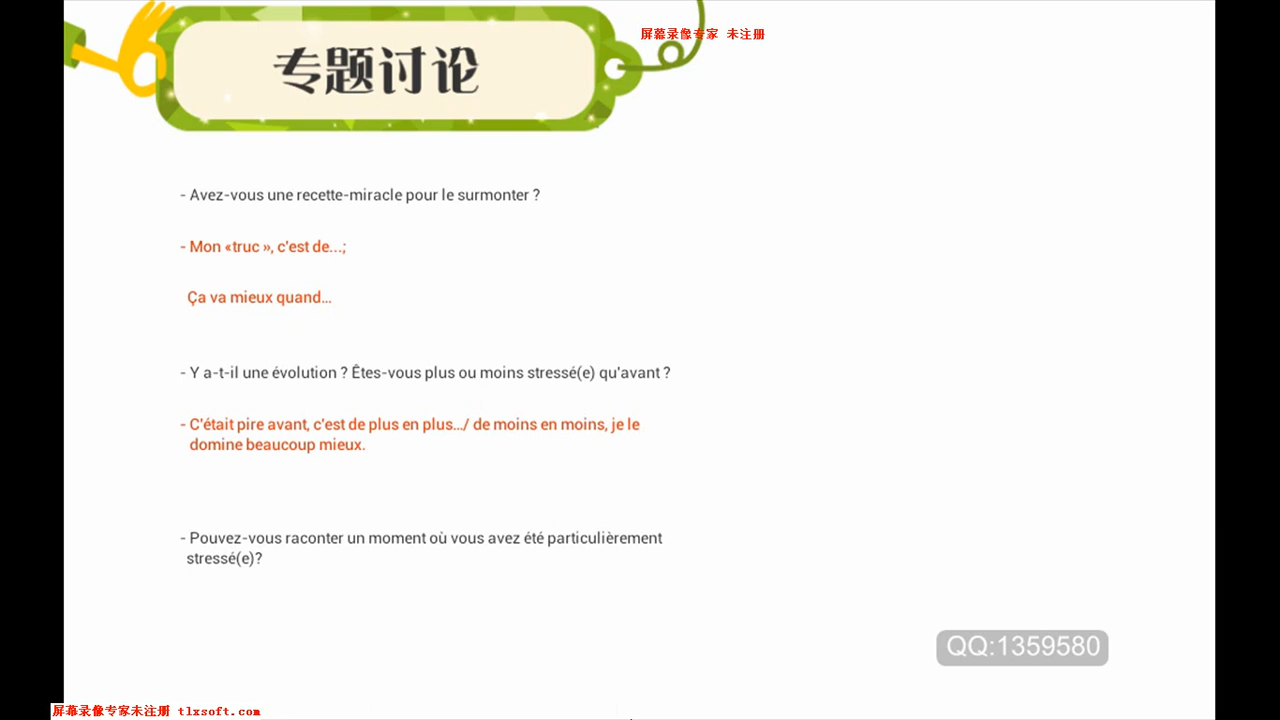 专题讨论
屏幕录像专家 未注册
- Avez-vous une recette-miracle pour le surmonter ?
- Mon «truc », c'est de...;
Ça va mieux quand...
- Y a-t-il une évolution ? Êtes-vous plus ou moins stressé(e) qu'avant ?
- C'était pire avant, c'est de plus en plus.../ de moins en moins, je le
domine beaucoup mieux.
- Pouvez-vous raconter un moment où vous avez été particulièrement
stressé(e)?
QQ:1359580
屏幕录像专家未注册 tlxsoft.com